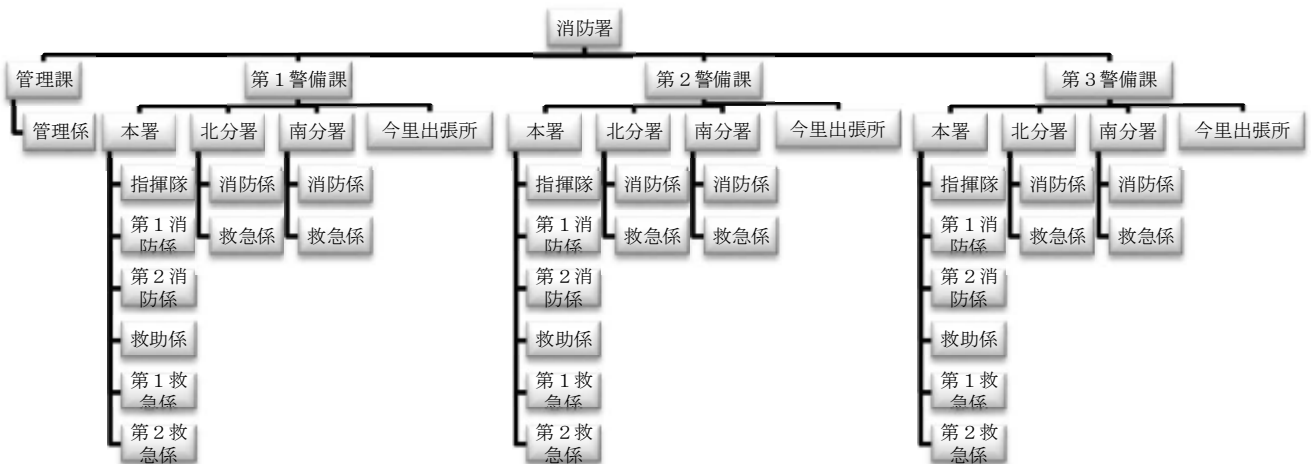 消防署
管理課
第１警備課
第２警備課
第３警備課
管理係
本署
北分署
南分署
今里出張所
本署
北分署
南分署
今里出張所
本署
北分署
南分署
今里出張所
指揮隊
消防係
消防係
指揮隊
消防係
消防係
指揮隊
消防係
消防係
第１消
防係
救急係
救急係
第１消
防係
救急係
救急係
第１消
防係
救急係
救急係
第２消
防係
第２消
防係
第２消
防係
救助係
救助係
救助係
第１救
急係
第１救
急係
第１救
急係
第２救
急係
第２救
急係
第２救
急係